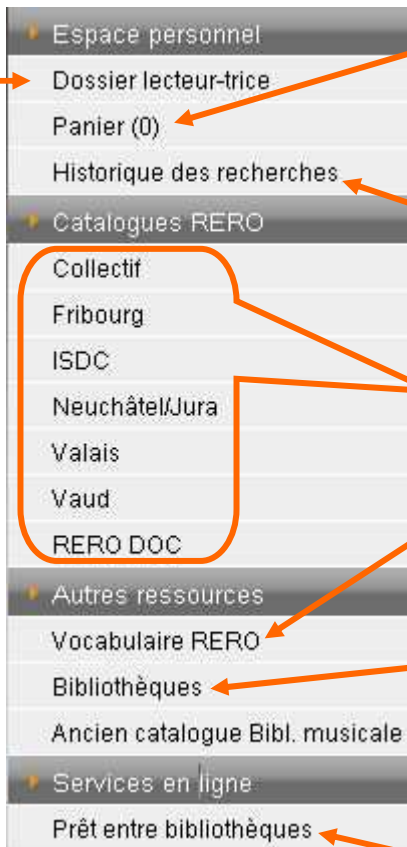 Espace personnel
Dossier lecteur-trice
Panier (0)
Historique des recherches
Catalogues RERO
Collectif
Fribourg
ISDC
Neuchâtel/Jura
Valais
Vaud
RERO DOC
Autres ressources
Vocabulaire RERO
Bibliothèques
Ancien catalogue Bibl. musicale
Services en ligne
Prêt entre bibliothèques